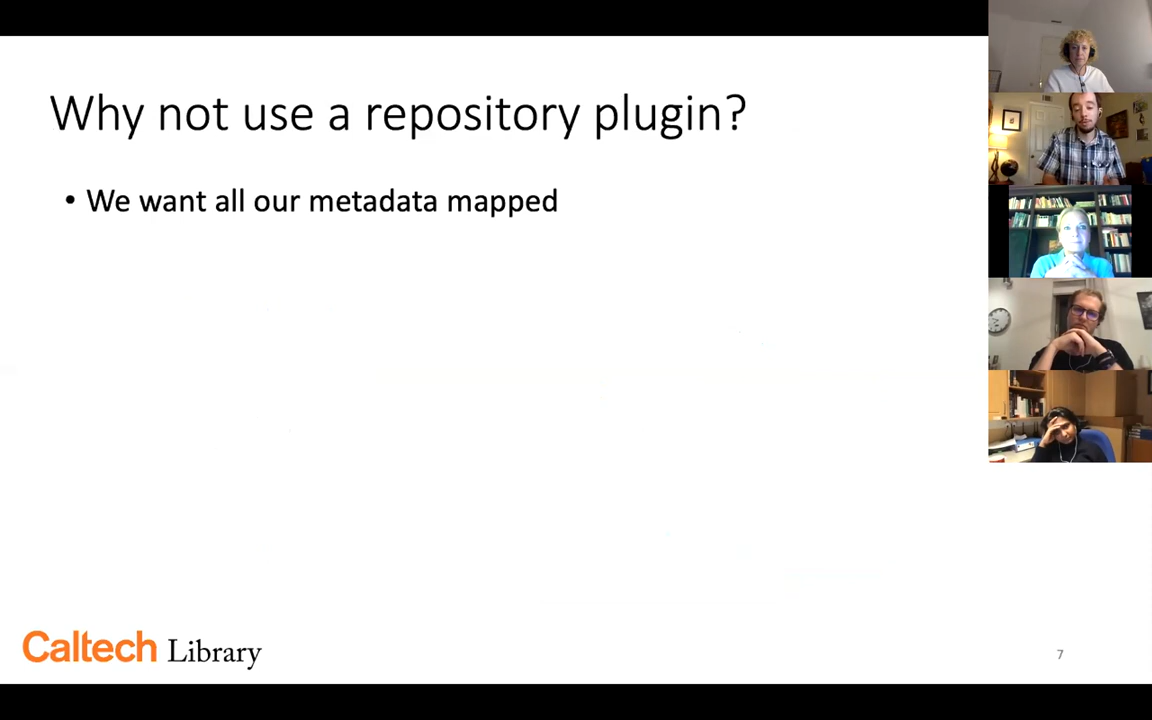 Why not use a repository plugin?
• We want all our metadata mapped
Caltech Library
7